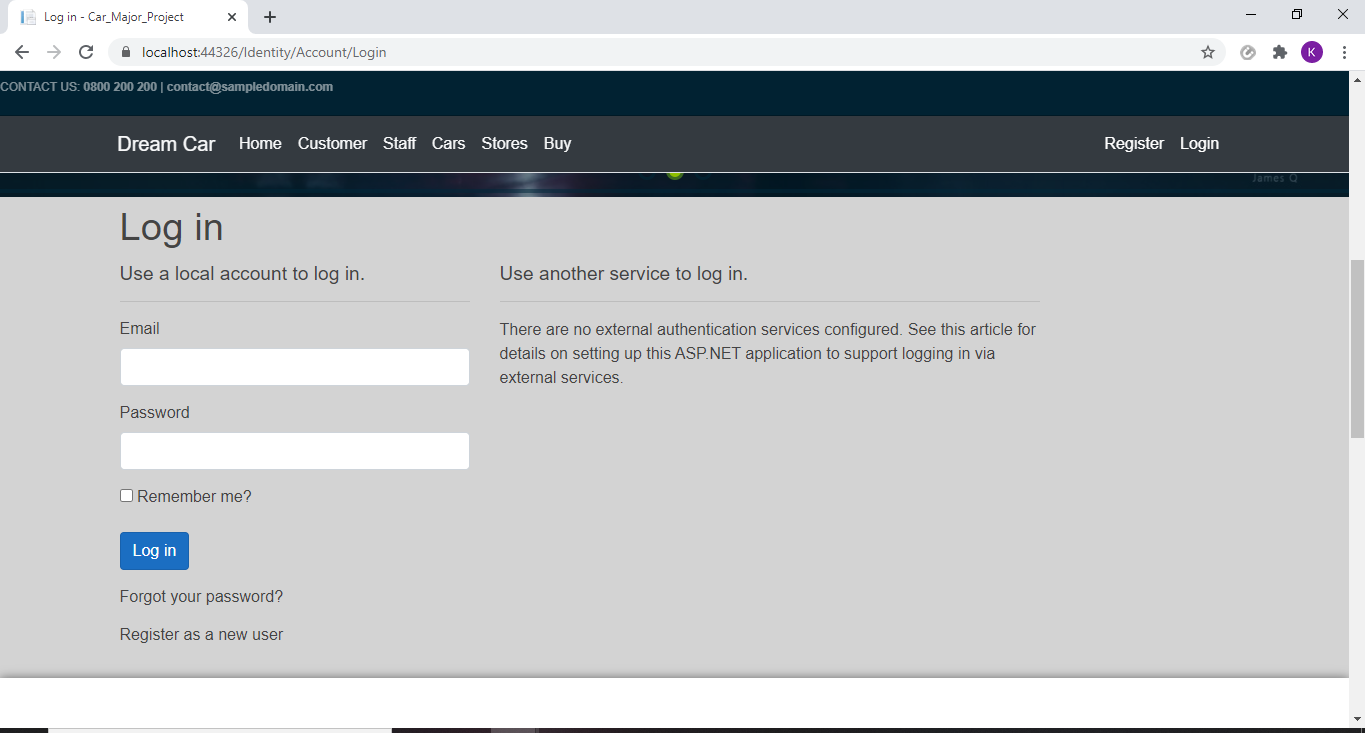 Log in - Car_Major_Project
localhost:44326/Identity/Account/Login
K
CONTACT US: 0800 200 200 | contact@sampledomain.com
Dream Car Home Customer Staff Cars Stores Buy Register Login
James Q
Log in
Use a local account to log in.
Use another service to log in.
Email
There are no external authentication services configured. See this article for
details on setting up this ASP.NET application to support logging in via
external services.
Password
Remember me?
Log in
Forgot your password?
Register as a new user